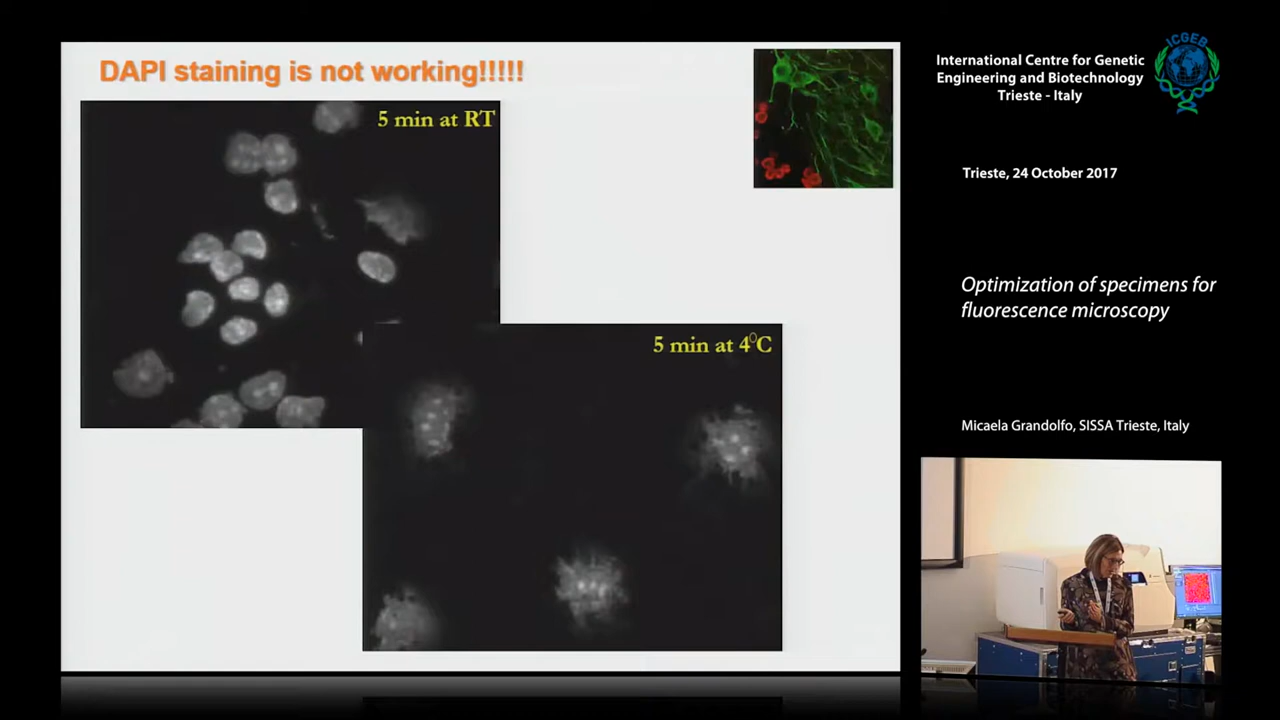 DAPI staining is not working!!!!!
5 min at RT
5 min at 4°C
ICGEB
International Centre for Genetic
Engineering and Biotechnology
Trieste - Italy
Trieste, 24 October 2017
Optimization of specimens for
fluorescence microscopy
Micaela Grandolfo, SISSA Trieste, Italy
ICGEB